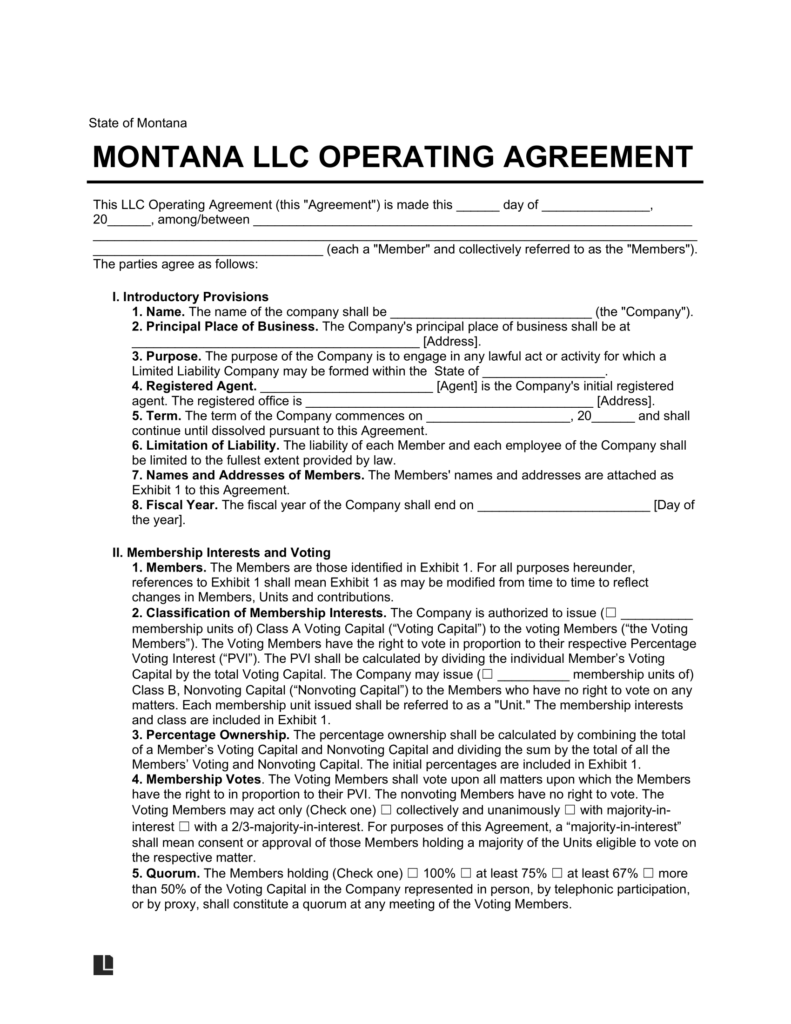 State of Montana
MONTANA LLC OPERATING AGREEMENT
This LLC Operating Agreement (this "Agreement") is made this ______ day of _______________,
20______, among/between _____________________________________________________________
____________________________________________________________________________________
________________________________ (each a "Member" and collectively referred to as the "Members").
The parties agree as follows:
I. Introductory Provisions
1. Name. The name of the company shall be ____________________________ (the "Company").
2. Principal Place of Business. The Company's principal place of business shall be at
________________________________________ [Address].
3. Purpose. The purpose of the Company is to engage in any lawful act or activity for which a
Limited Liability Company may be formed within the State of _________________.
4. Registered Agent. ________________________ [Agent] is the Company's initial registered
agent. The registered office is ________________________________________ [Address].
5. Term. The term of the Company commences on ____________________, 20______ and shall
continue until dissolved pursuant to this Agreement.
6. Limitation of Liability. The liability of each Member and each employee of the Company shall
be limited to the fullest extent provided by law.
7. Names and Addresses of Members. The Members' names and addresses are attached as
Exhibit 1 to this Agreement.
8. Fiscal Year. The fiscal year of the Company shall end on ________________________ [Day of
the year].
II. Membership Interests and Voting
1. Members. The Members are those identified in Exhibit 1. For all purposes hereunder,
references to Exhibit 1 shall mean Exhibit 1 as may be modified from time to time to reflect
changes in Members, Units and contributions.
2. Classification of Membership Interests. The Company is authorized to issue (☐ __________
membership units of) Class A Voting Capital (“Voting Capital”) to the voting Members (“the Voting
Members”). The Voting Members have the right to vote in proportion to their respective Percentage
Voting Interest (“PVI”). The PVI shall be calculated by dividing the individual Member’s Voting
Capital by the total Voting Capital. The Company may issue (☐ __________ membership units of)
Class B, Nonvoting Capital (“Nonvoting Capital”) to the Members who have no right to vote on any
matters. Each membership unit issued shall be referred to as a "Unit." The membership interests
and class are included in Exhibit 1.
3. Percentage Ownership. The percentage ownership shall be calculated by combining the total
of a Member’s Voting Capital and Nonvoting Capital and dividing the sum by the total of all the
Members’ Voting and Nonvoting Capital. The initial percentages are included in Exhibit 1.
4. Membership Votes. The Voting Members shall vote upon all matters upon which the Members
have the right to in proportion to their PVI. The nonvoting Members have no right to vote. The
Voting Members may act only (Check one) ☐ collectively and unanimously ☐ with majority-in-
interest ☐ with a 2/3-majority-in-interest. For purposes of this Agreement, a “majority-in-interest”
shall mean consent or approval of those Members holding a majority of the Units eligible to vote on
the respective matter.
5. Quorum. The Members holding (Check one) ☐ 100% ☐ at least 75% ☐ at least 67% ☐ more
than 50% of the Voting Capital in the Company represented in person, by telephonic participation,
or by proxy, shall constitute a quorum at any meeting of the Voting Members.